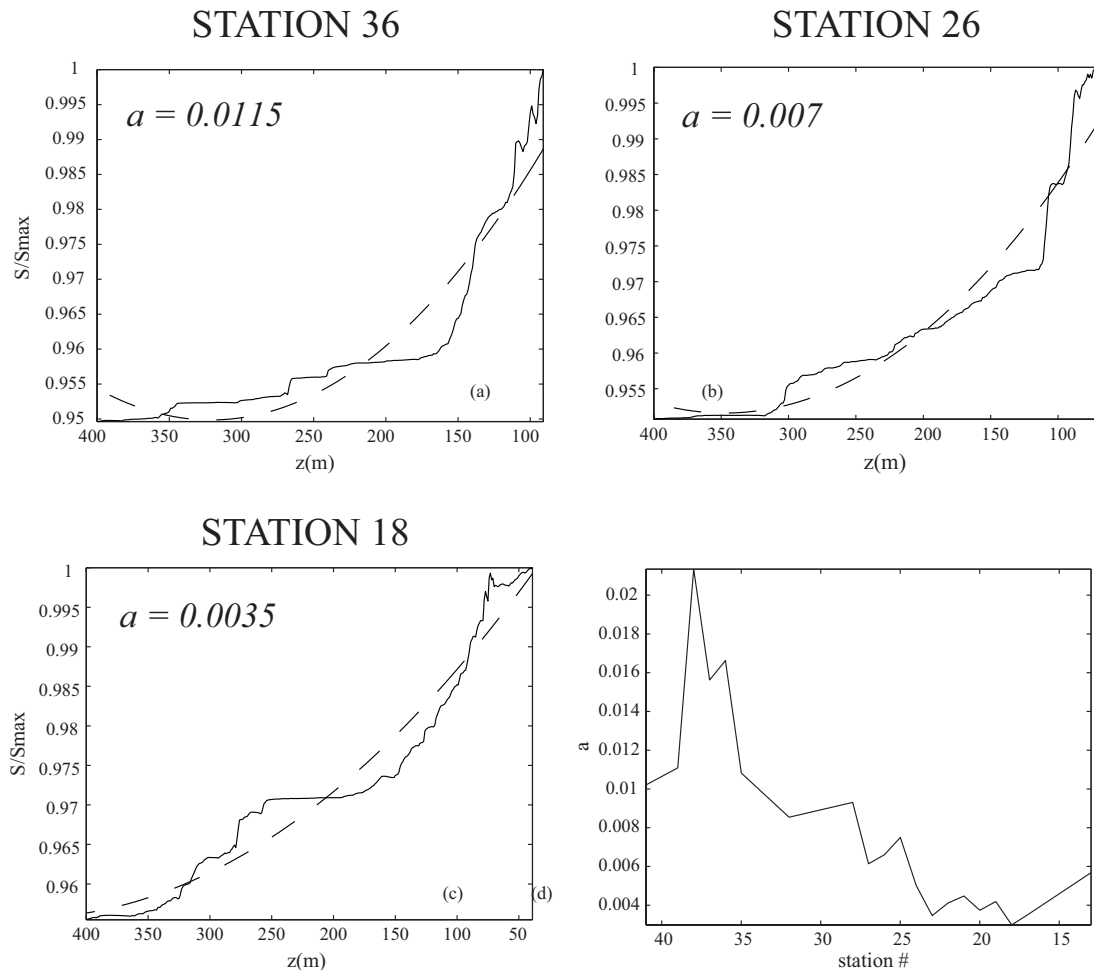 STATION 36
1
0.995
0.99
0.985
0.98
0.975
0.97
0.965
0.96
0.955
0.95
S/Smax
a = 0.0115
(a)
400 350 300 250 200 150 100
z(m)
STATION 26
1
0.995
0.99
0.985
0.98
0.975
0.97
0.965
0.96
0.955
a = 0.007
(b)
400 350 300 250 200 150 100
z(m)
STATION 18
1
0.995
0.99
0.985
0.98
0.975
0.97
0.965
0.96
S/Smax
a = 0.0035
(c)
400 350 300 250 200 150 100 50
z(m)
(d)
0.02
0.018
0.016
0.014
0.012
0.01
0.008
0.006
0.004
a
40 35 30 25 20 15
station #